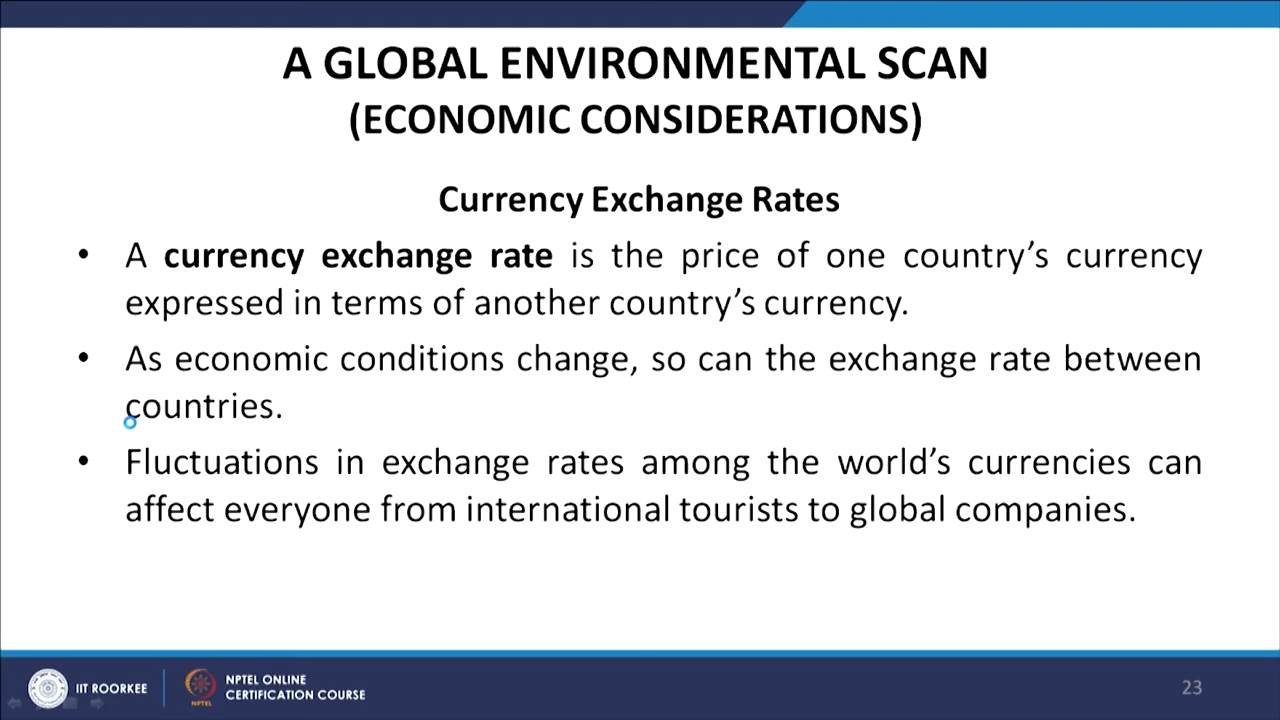 A GLOBAL ENVIRONMENTAL SCAN
(ECONOMIC CONSIDERATIONS)
Currency Exchange Rates
• A currency exchange rate is the price of one country’s currency
expressed in terms of another country’s currency.
• As economic conditions change, so can the exchange rate between
countries.
• Fluctuations in exchange rates among the world’s currencies can
affect everyone from international tourists to global companies.
IIT ROORKEE
NPTEL
NPTEL ONLINE
CERTIFICATION COURSE
23